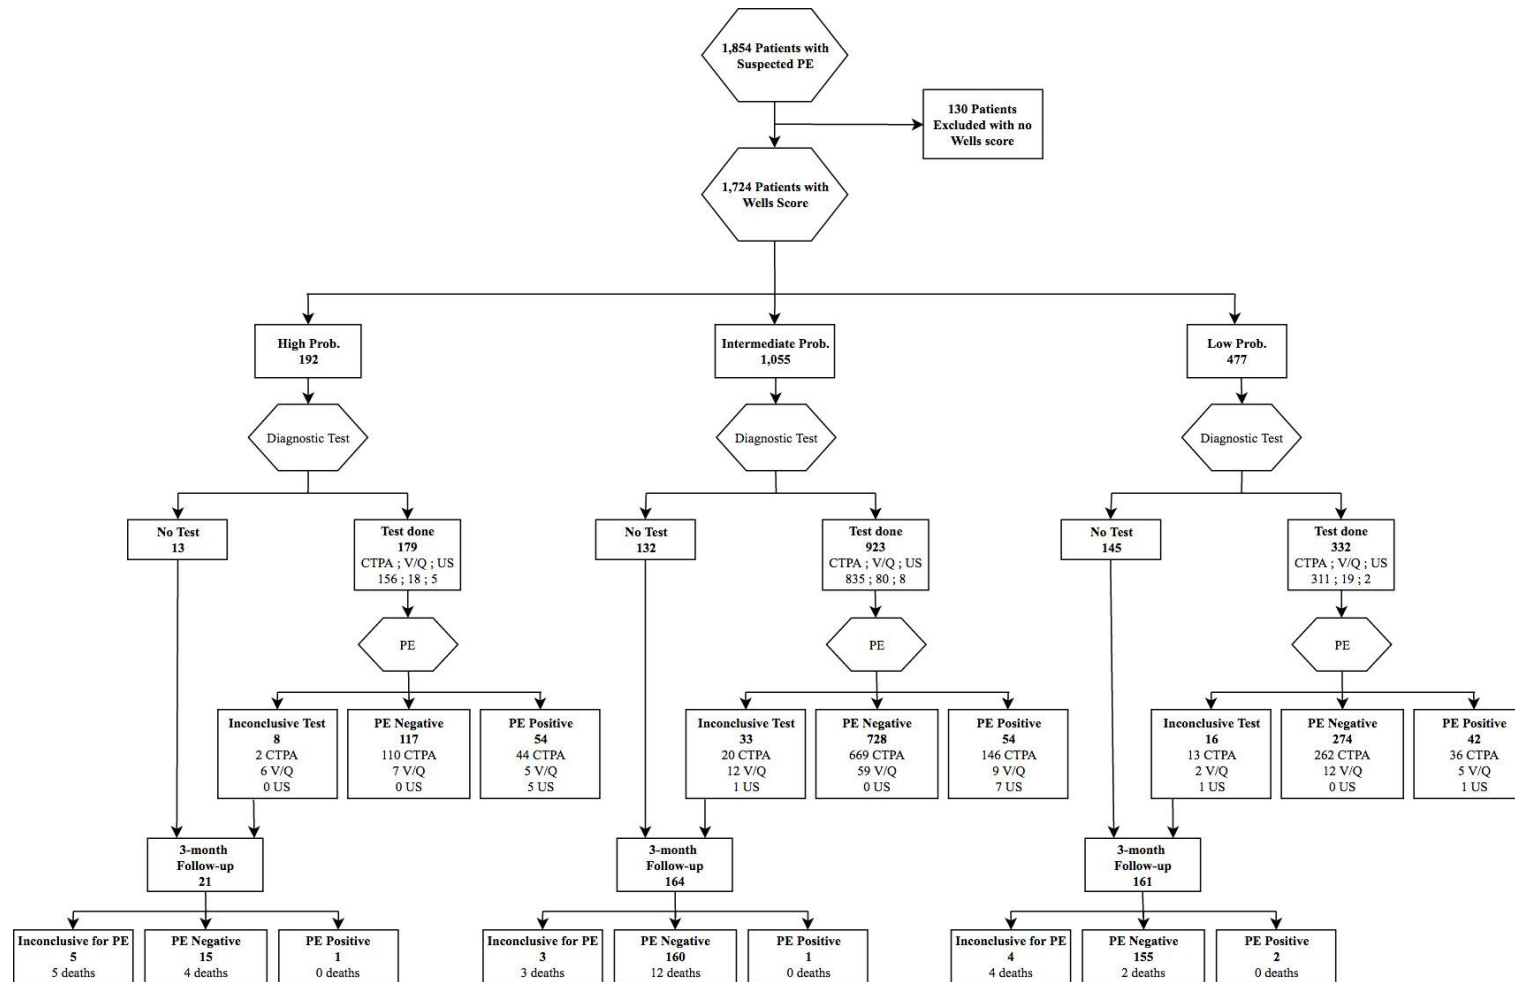 1,854 Patients with
Suspected PE
130 Patients
Excluded with no
Wells score
1,724 Patients with
Wells Score
High Prob.
192
Intermediate Prob.
1,055
Low Prob.
477
Diagnostic Test
Diagnostic Test
Diagnostic Test
No Test
13
Test done
179
CTPA ; V/Q ; US
156 ; 18 ; 5
No Test
132
Test done
923
CTPA ; V/Q ; US
835 ; 80 ; 8
No Test
145
Test done
332
CTPA ; V/Q ; US
311 ; 19 ; 2
PE
PE
PE
Inconclusive Test
8
2 CTPA
6 V/Q
0 US
PE Negative
117
110 CTPA
7 V/Q
0 US
PE Positive
54
44 CTPA
5 V/Q
5 US
Inconclusive Test
33
20 CTPA
12 V/Q
1 US
PE Negative
728
669 CTPA
59 V/Q
0 US
PE Positive
54
146 CTPA
9 V/Q
7 US
Inconclusive Test
16
13 CTPA
2 V/Q
1 US
PE Negative
274
262 CTPA
12 V/Q
0 US
PE Positive
42
36 CTPA
5 V/Q
1 US
3-month
Follow-up
21
3-month
Follow-up
164
3-month
Follow-up
161
Inconclusive for PE
5
5 deaths
PE Negative
15
4 deaths
PE Positive
1
0 deaths
Inconclusive for PE
3
3 deaths
PE Negative
160
12 deaths
PE Positive
1
0 deaths
Inconclusive for PE
4
4 deaths
PE Negative
155
2 deaths
PE Positive
2
0 deaths